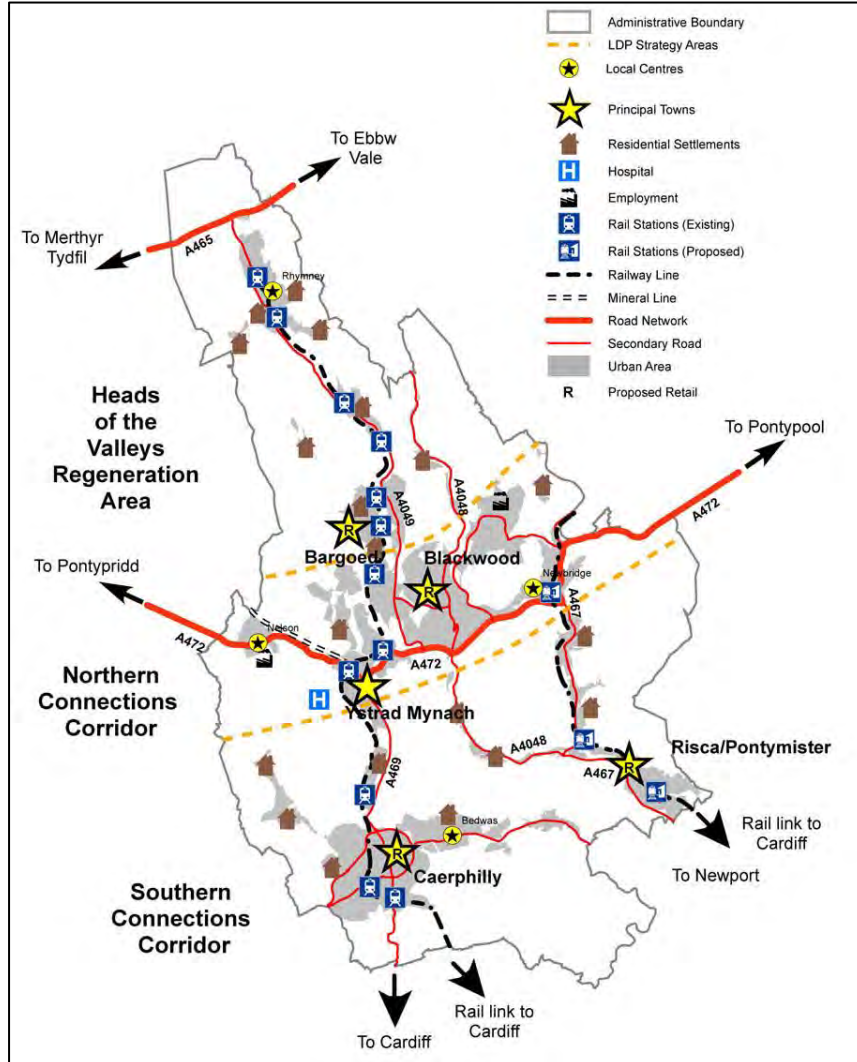 Administrative Boundary
LDP Strategy Areas
Local Centres
Principal Towns
Residential Settlements
H
Hospital
Employment
Rail Stations (Existing)
Rail Stations (Proposed)
Railway Line
Mineral Line
Road Network
Secondary Road
Urban Area
R
Proposed Retail
To Ebbw
Vale
To Merthyr
Tydfil
A465
Rhymney
Heads
of the
Valleys
Regeneration
Area
To Pontypool
A472
A4049
A4048
R
Bargoed
Blackwood
R
To Pontypridd
Newbridge
A467
Nelson
A472
A472
Northern
Connections
Corridor
H
Ystrad Mynach
A469
A4048
Risca/Pontymister
R
A467
Rail link to
Cardiff
To Newport
Bedwas
R
Caerphilly
Southern
Connections
Corridor
Rail link to
Cardiff
To Cardiff